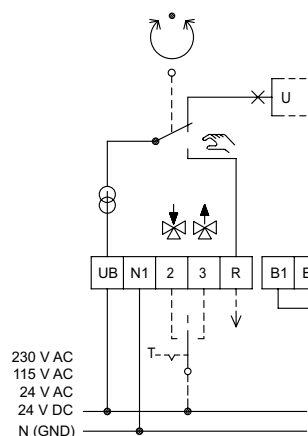 U
UB N1 2 3 R B1
T
230 V AC
115 V AC
24 V AC
24 V DC
N (GND)